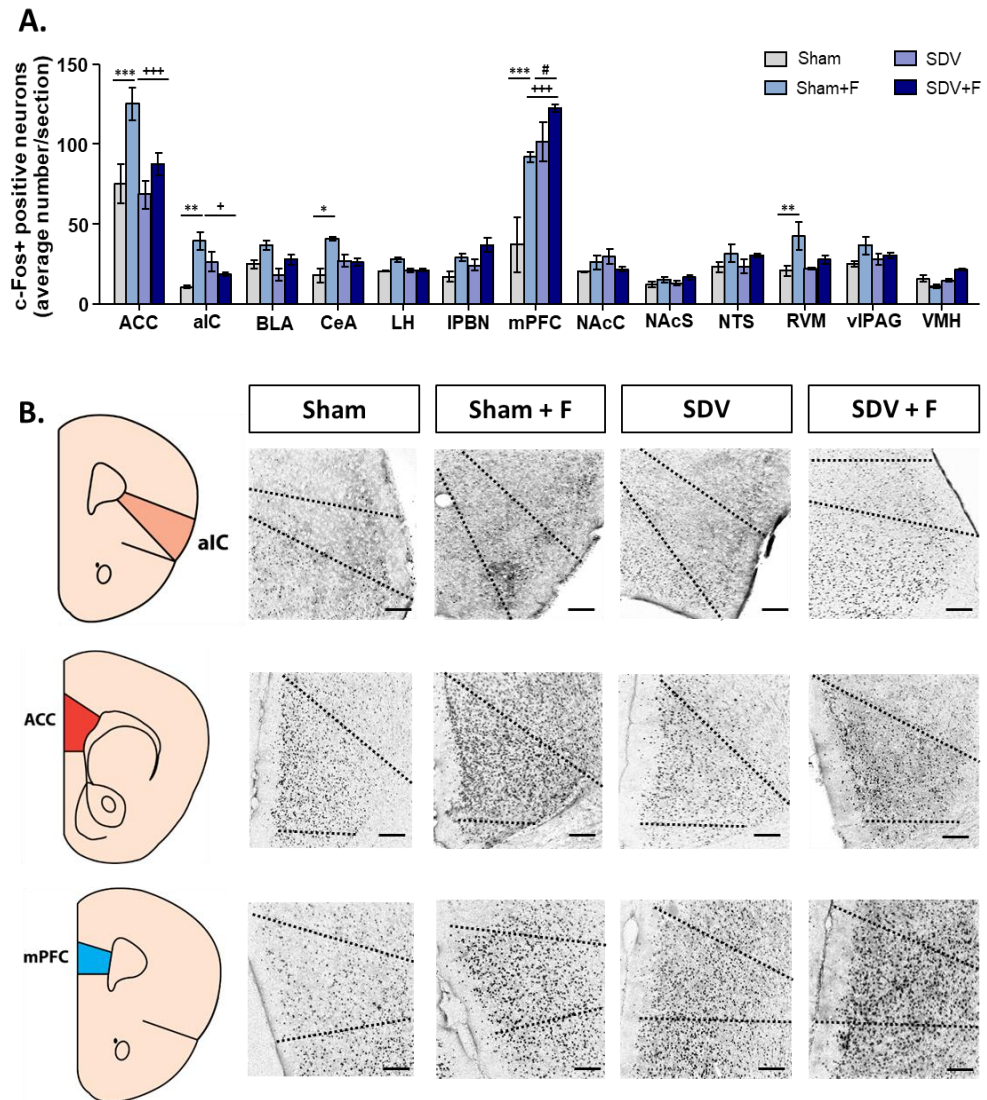 A.
c-Fos+ positive neurons
(average number/section)
150
100
50
0
*** +++
** +
*
*** #
+++
**
Sham SDV
Sham+F SDV+F
ACC aIC BLA CeA LH lPBN mPFC NAcC NAcS NTS RVM vlPAG VMH
B.
Sham Sham + F SDV SDV + F
aIC
ACC
mPFC